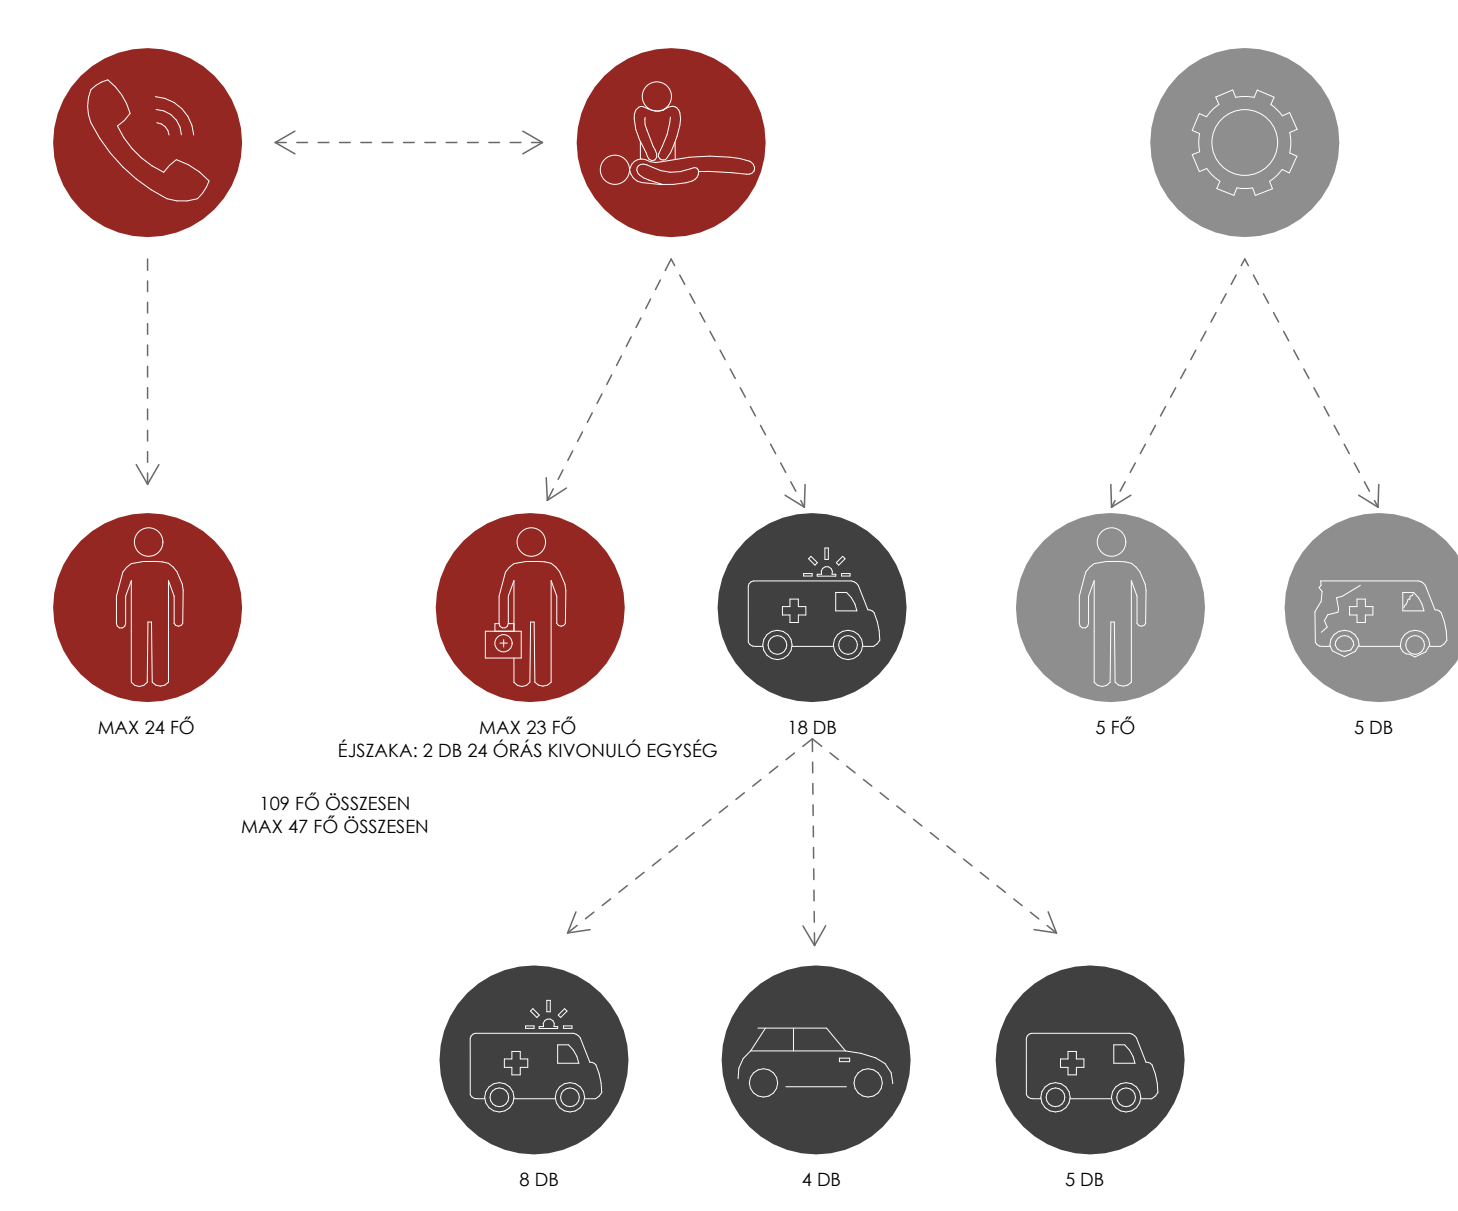 MAX 24 FŐ
MAX 23 FŐ
ÉJSZAKA: 2 DB 24 ÓRÁS KIVONULÓ EGYSÉG
18 DB
5 FŐ
5 DB
109 FŐ ÖSSZESEN
MAX 47 FŐ ÖSSZESEN
8 DB
4 DB
5 DB